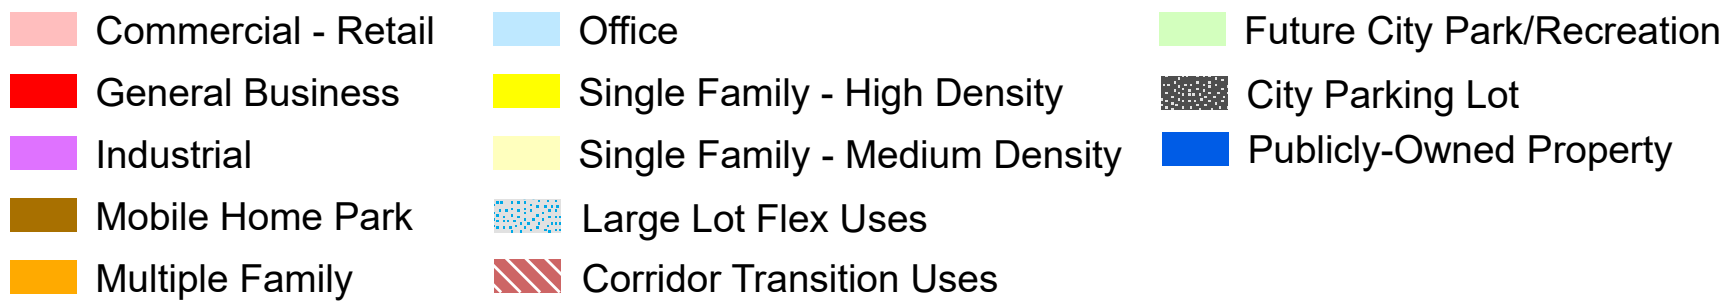 Commercial - Retail
General Business
Industrial
Mobile Home Park
Multiple Family
Office
Single Family - High Density
Single Family - Medium Density
Large Lot Flex Uses
Corridor Transition Uses
Future City Park/Recreation
City Parking Lot
Publicly-Owned Property